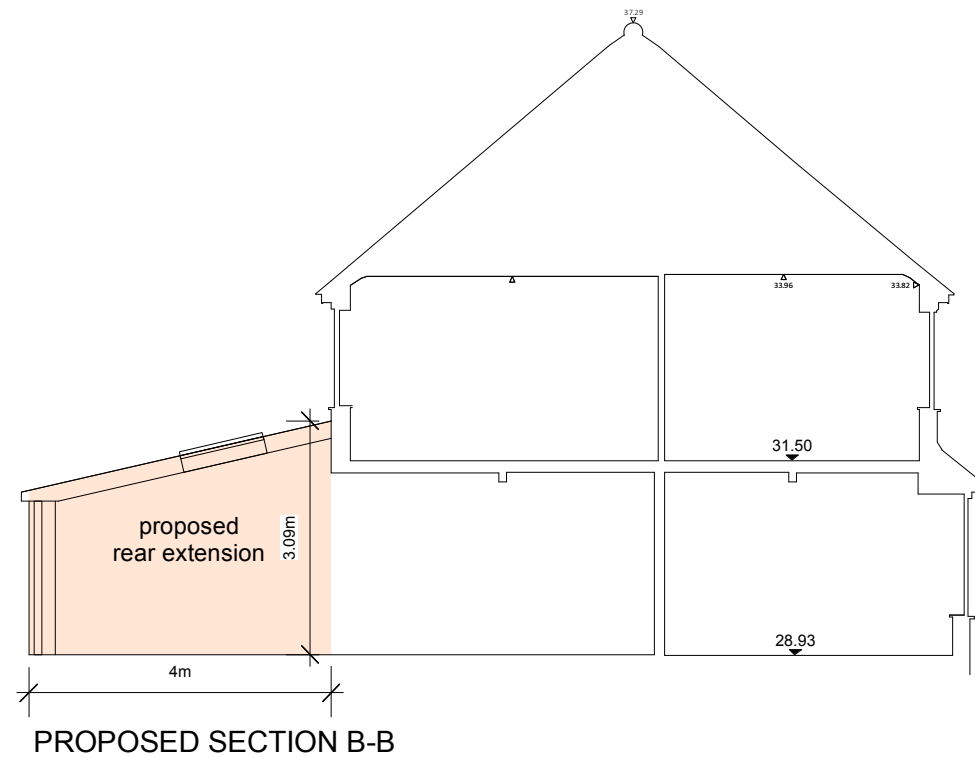 37.29
33.96
33.82
31.50
proposed
rear extension
3.09m
28.93
4m
PROPOSED SECTION B-B